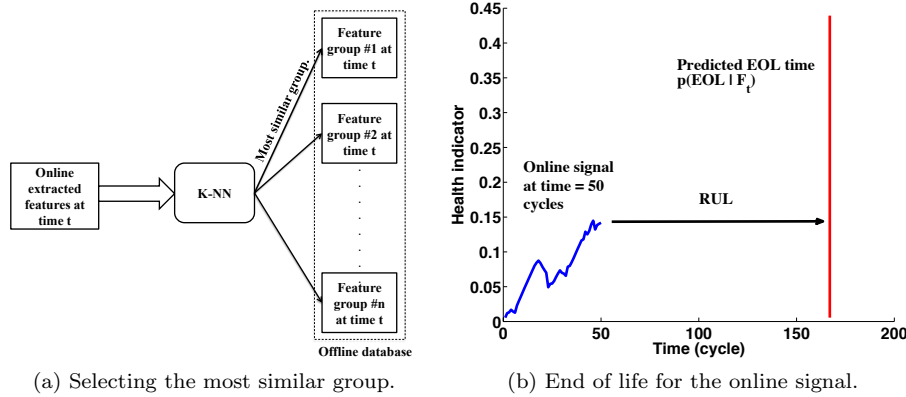 Feature
group #1 at
time t
Most similar group.
Feature
group #2 at
time t
Online
extracted
features at
time t
K-NN
Feature
group #n
at time t
Offline database
(a) Selecting the most similar group.
0.45
0.4
0.35
0.3
0.25
0.2
0.15
0.1
0.05
0
Health indicator
Predicted EOL time
p(EOL | F_t)
Online signal
at time = 50
cycles
RUL
0 50 100 150 200
Time (cycle)
(b) End of life for the online signal.